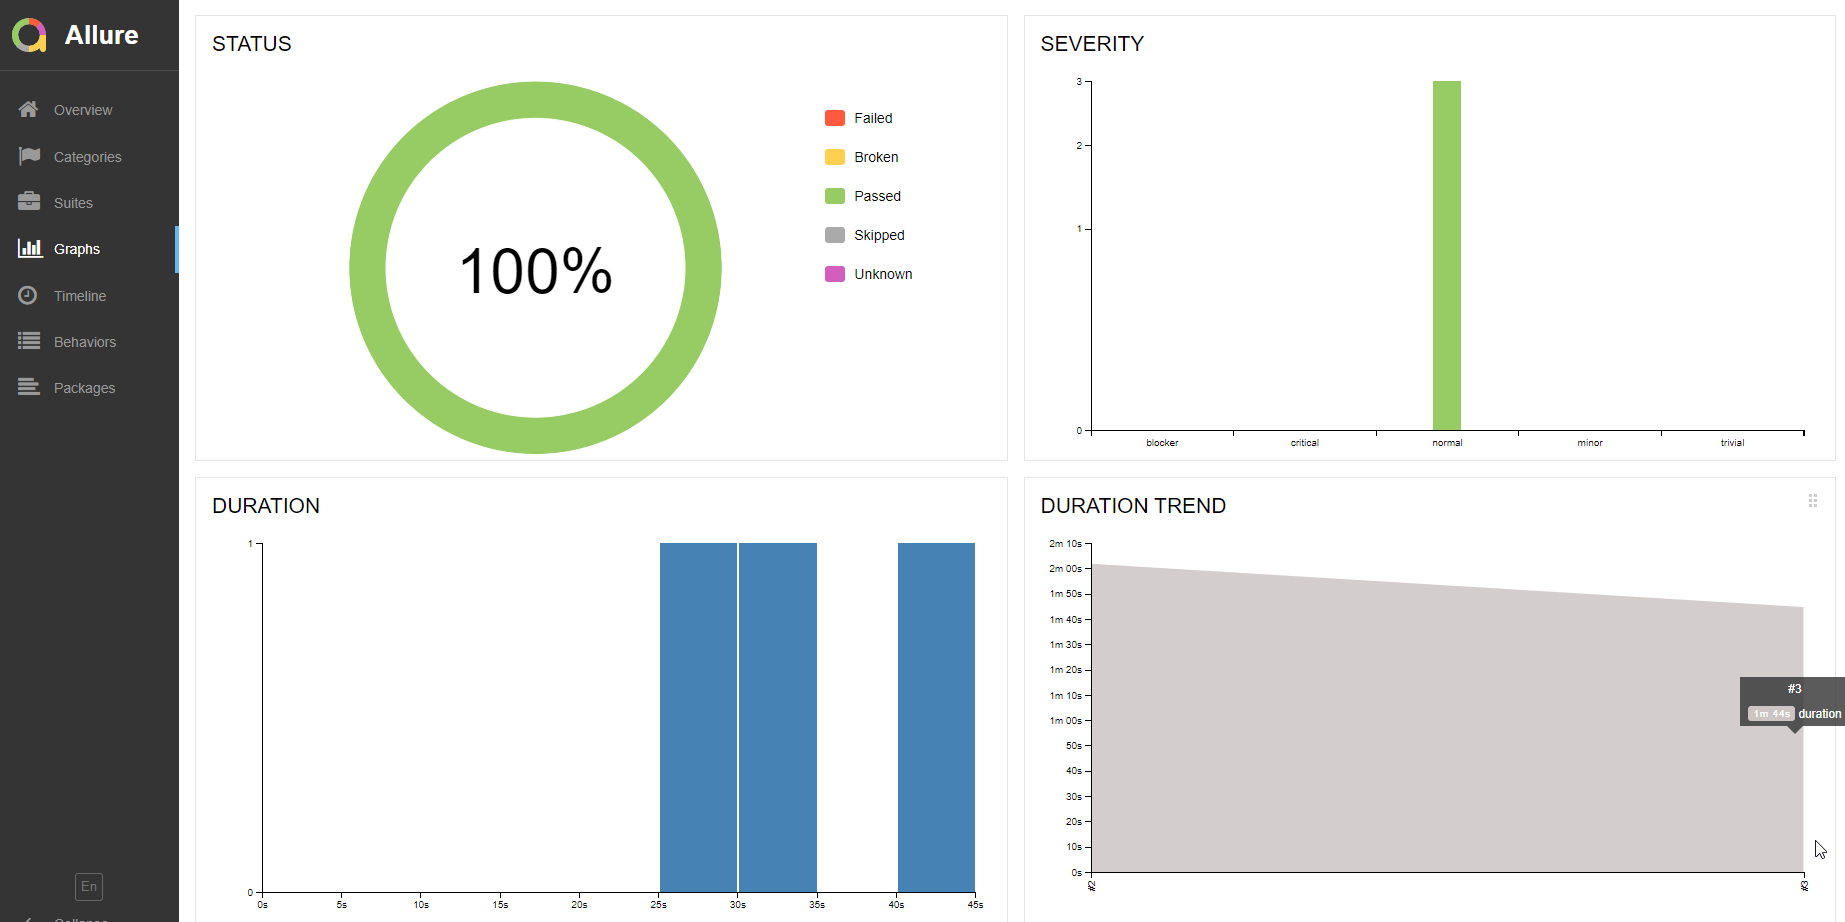 Allure
Overview
Categories
Suites
Graphs
Timeline
Behaviors
Packages
En
Collapse
STATUS
100%
Failed
Broken
Passed
Skipped
Unknown
SEVERITY
3
2
1
0
blocker critical normal minor trivial
DURATION
1
0
0s 5s 10s 15s 20s 25s 30s 35s 40s 45s
DURATION TREND
2m 10s
2m 00s
1m 50s
1m 40s
1m 30s
1m 20s
1m 10s
1m 00s
50s
40s
30s
20s
10s
0s
#2 #3
#3
1m 44s duration